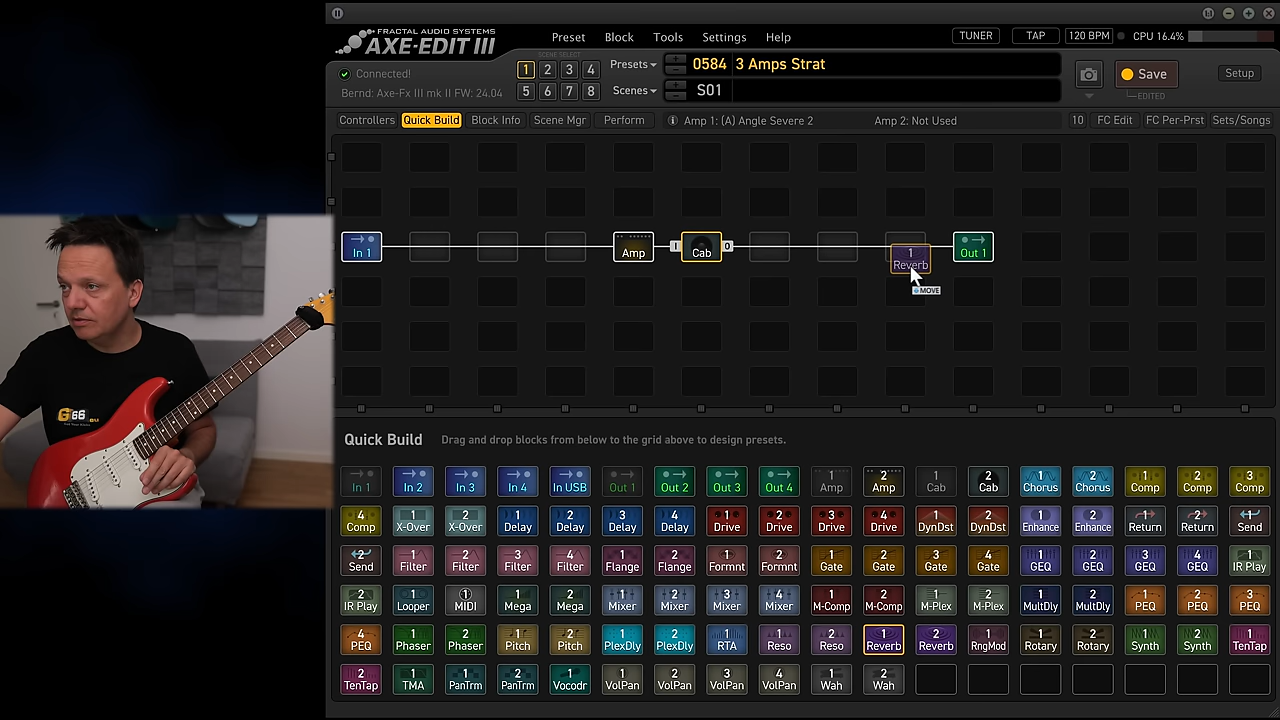 FRACTAL AUDIO SYSTEMS
AXE-EDIT III
Preset Block Tools Settings Help
TUNER TAP 120 BPM CPU 16.4%
SCENE SELECT
1 2 3 4
5 6 7 8
Presets
0584 3 Amps Strat
Scenes
S01
Connected!
Bernd: Axe-Fx III mk II FW: 24.04
Save
EDITED
Setup
Controllers Quick Build Block Info Scene Mgr Perform
Amp 1: (A) Angle Severe 2 Amp 2: Not Used
10 FC Edit FC Per-Prst Sets/Songs
In 1 Amp I Cab O 1 Reverb Out 1
MOVE
G66.eu
Quick Build Drag and drop blocks from below to the grid above to design presets.
In 1 In 2 In 3 In 4 In USB Out 1 Out 2 Out 3 Out 4 1 Amp 2 Amp 1 Cab 2 Cab 1 Chorus 2 Chorus 1 Comp 2 Comp 3 Comp
4 Comp 1 X-Over 2 X-Over 1 Delay 2 Delay 3 Delay 4 Delay 1 Drive 2 Drive 3 Drive 4 Drive 1 DynDst 2 DynDst 1 Enhance 2 Enhance 1 Return 2 Return 1 Send
2 Send 1 Filter 2 Filter 3 Filter 4 Filter 1 Flange 2 Flange 1 Formnt 2 Formnt 1 Gate 2 Gate 3 Gate 4 Gate 1 GEQ 2 GEQ 3 GEQ 4 GEQ 1 IR Play
2 IR Play 1 Looper 1 MIDI 1 Mega 2 Mega 1 Mixer 2 Mixer 3 Mixer 4 Mixer 1 M-Comp 2 M-Comp 1 M-Plex 2 M-Plex 1 MultDly 2 MultDly 1 PEQ 2 PEQ 3 PEQ
4 PEQ 1 Phaser 2 Phaser 1 Pitch 2 Pitch 1 PlexDly 2 PlexDly 1 RTA 1 Reso 2 Reso 1 Reverb 2 Reverb 1 RngMod 1 Rotary 2 Rotary 1 Synth 2 Synth 1 TenTap
2 TenTap 1 TMA 1 PanTrm 2 PanTrm 1 Vocodr 1 VolPan 2 VolPan 3 VolPan 4 VolPan 1 Wah 2 Wah